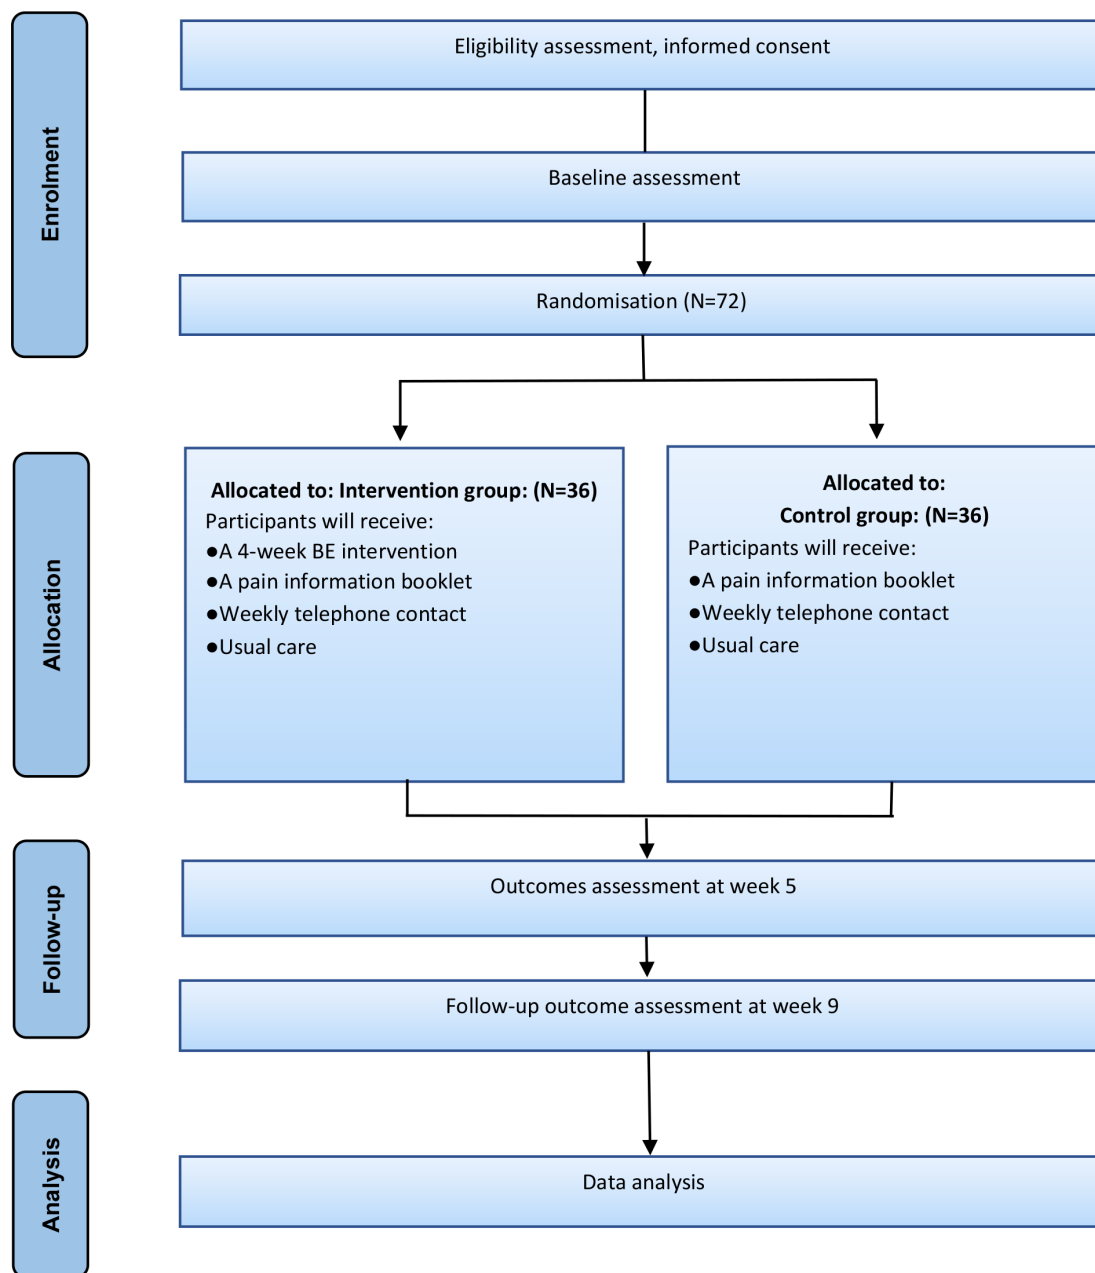 Enrolment
Eligibility assessment, informed consent
Baseline assessment
Randomisation (N=72)
Allocation
Allocated to: Intervention group: (N=36)
Participants will receive:
●A 4-week BE intervention
●A pain information booklet
●Weekly telephone contact
●Usual care
Allocated to:
Control group: (N=36)
Participants will receive:
●A pain information booklet
●Weekly telephone contact
●Usual care
Follow-up
Outcomes assessment at week 5
Follow-up outcome assessment at week 9
Analysis
Data analysis